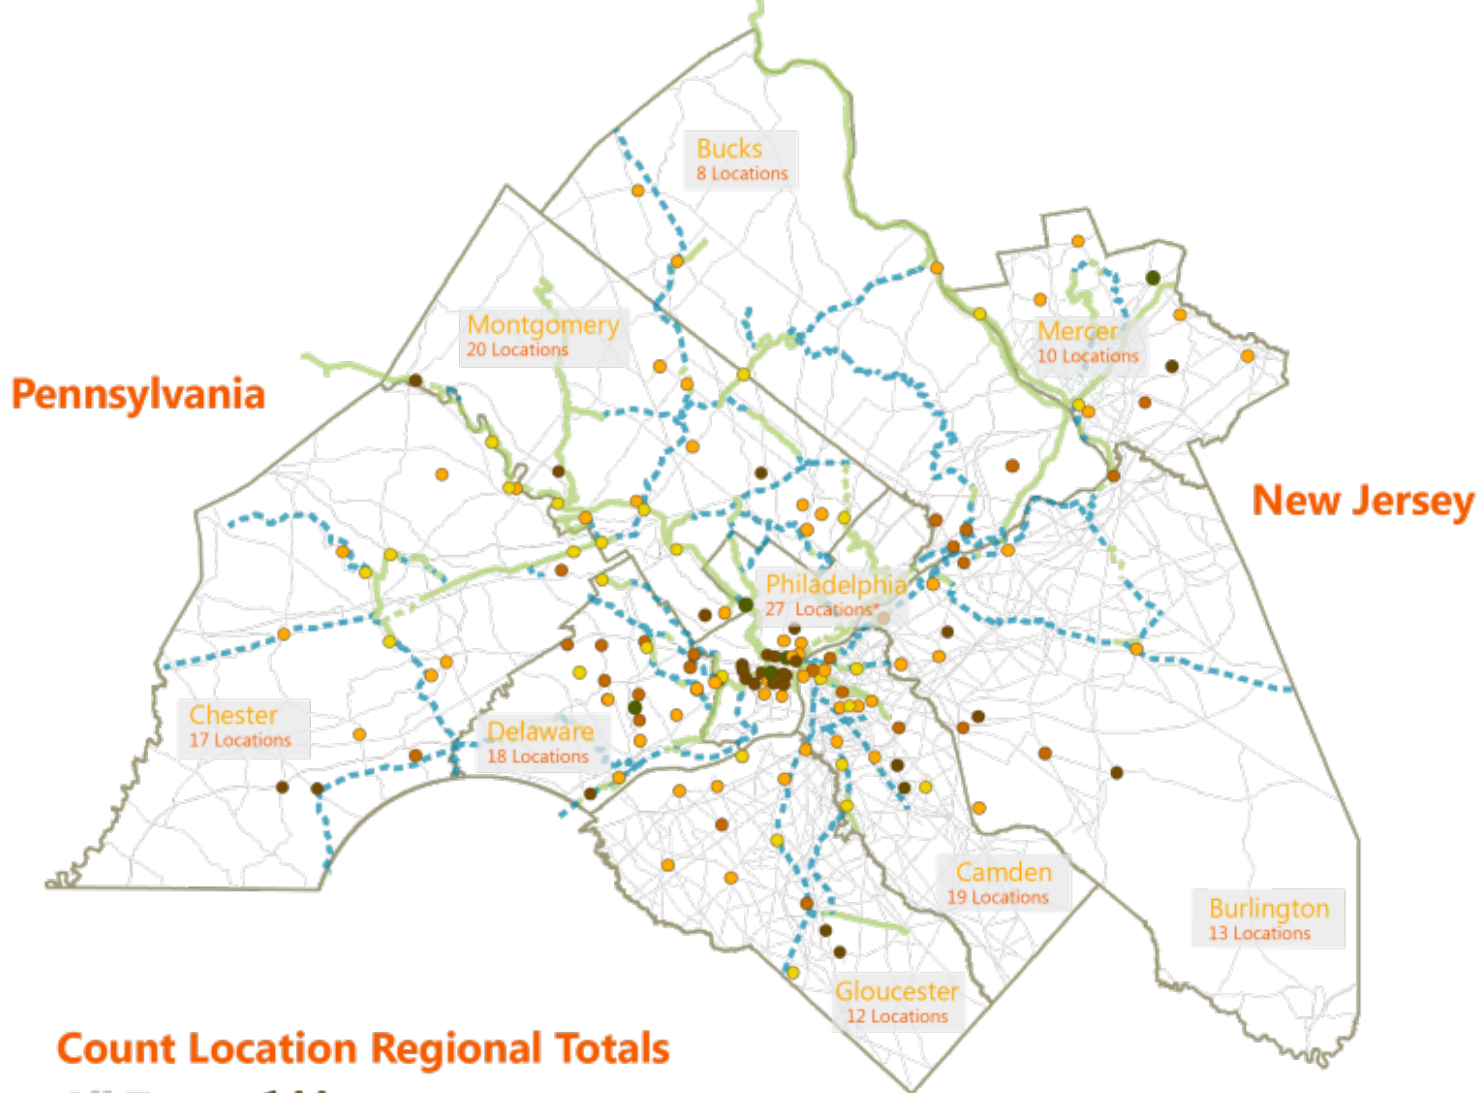 Bucks
8 Locations
Montgomery
20 Locations
Mercer
10 Locations
Pennsylvania
New Jersey
Philadelphia
27 Locations*
Chester
17 Locations
Delaware
18 Locations
Camden
19 Locations
Burlington
13 Locations
Gloucester
12 Locations
Count Location Regional Totals